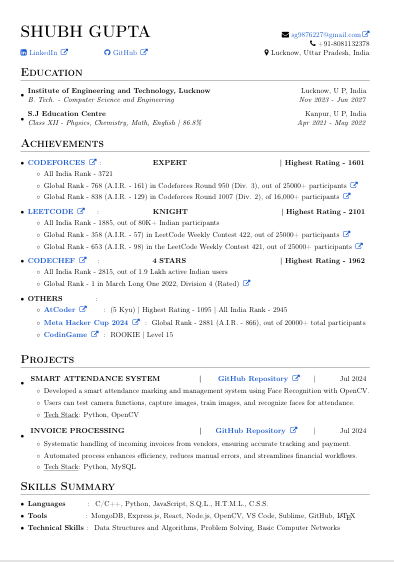 SHUBH GUPTA
sg9876227@gmail.com
+91-8081132378
LinkedIn GitHub Lucknow, Uttar Pradesh, India
EDUCATION
• Institute of Engineering and Technology, Lucknow Lucknow, U P, India
B. Tech. - Computer Science and Engineering Nov 2023 - Jun 2027
• S.J Education Centre Kanpur, U P, India
Class XII - Physics, Chemistry, Math, English | 86.8% Apr 2021 - May 2022
ACHIEVEMENTS
• CODEFORCES : EXPERT | Highest Rating - 1601
◦ All India Rank - 3721
◦ Global Rank - 768 (A.I.R. - 161) in Codeforces Round 950 (Div. 3), out of 25000+ participants
◦ Global Rank - 838 (A.I.R. - 129) in Codeforces Round 1007 (Div. 2), of 16,000+ participants
• LEETCODE : KNIGHT | Highest Rating - 2101
◦ All India Rank - 1885, out of 80K+ Indian participants
◦ Global Rank - 358 (A.I.R. - 57) in LeetCode Weekly Contest 422, out of 25000+ participants
◦ Global Rank - 653 (A.I.R. - 98) in the LeetCode Weekly Contest 421, out of 25000+ participants
• CODECHEF : 4 STARS | Highest Rating - 1962
◦ All India Rank - 2815, out of 1.9 Lakh active Indian users
◦ Global Rank - 1 in March Long One 2022, Division 4 (Rated)
• OTHERS :
◦ AtCoder : (5 Kyu) | Highest Rating - 1095 | All India Rank - 2945
◦ Meta Hacker Cup 2024 : Global Rank - 2881 (A.I.R. - 866), out of 20000+ total participants
◦ CodinGame : ROOKIE | Level 15
PROJECTS
• SMART ATTENDANCE SYSTEM | GitHub Repository | Jul 2024
◦ Developed a smart attendance marking and management system using Face Recognition with OpenCV.
◦ Users can test camera functions, capture images, train images, and recognize faces for attendance.
◦ Tech Stack: Python, OpenCV
• INVOICE PROCESSING | GitHub Repository | Jul 2024
◦ Systematic handling of incoming invoices from vendors, ensuring accurate tracking and payment.
◦ Automated process enhances efficiency, reduces manual errors, and streamlines financial workflows.
◦ Tech Stack: Python, MySQL
SKILLS SUMMARY
• Languages : C/C++, Python, JavaScript, S.Q.L., H.T.M.L., C.S.S.
• Tools : MongoDB, Express.js, React, Node.js, OpenCV, VS Code, Sublime, GitHub, LATEX
• Technical Skills : Data Structures and Algorithms, Problem Solving, Basic Computer Networks